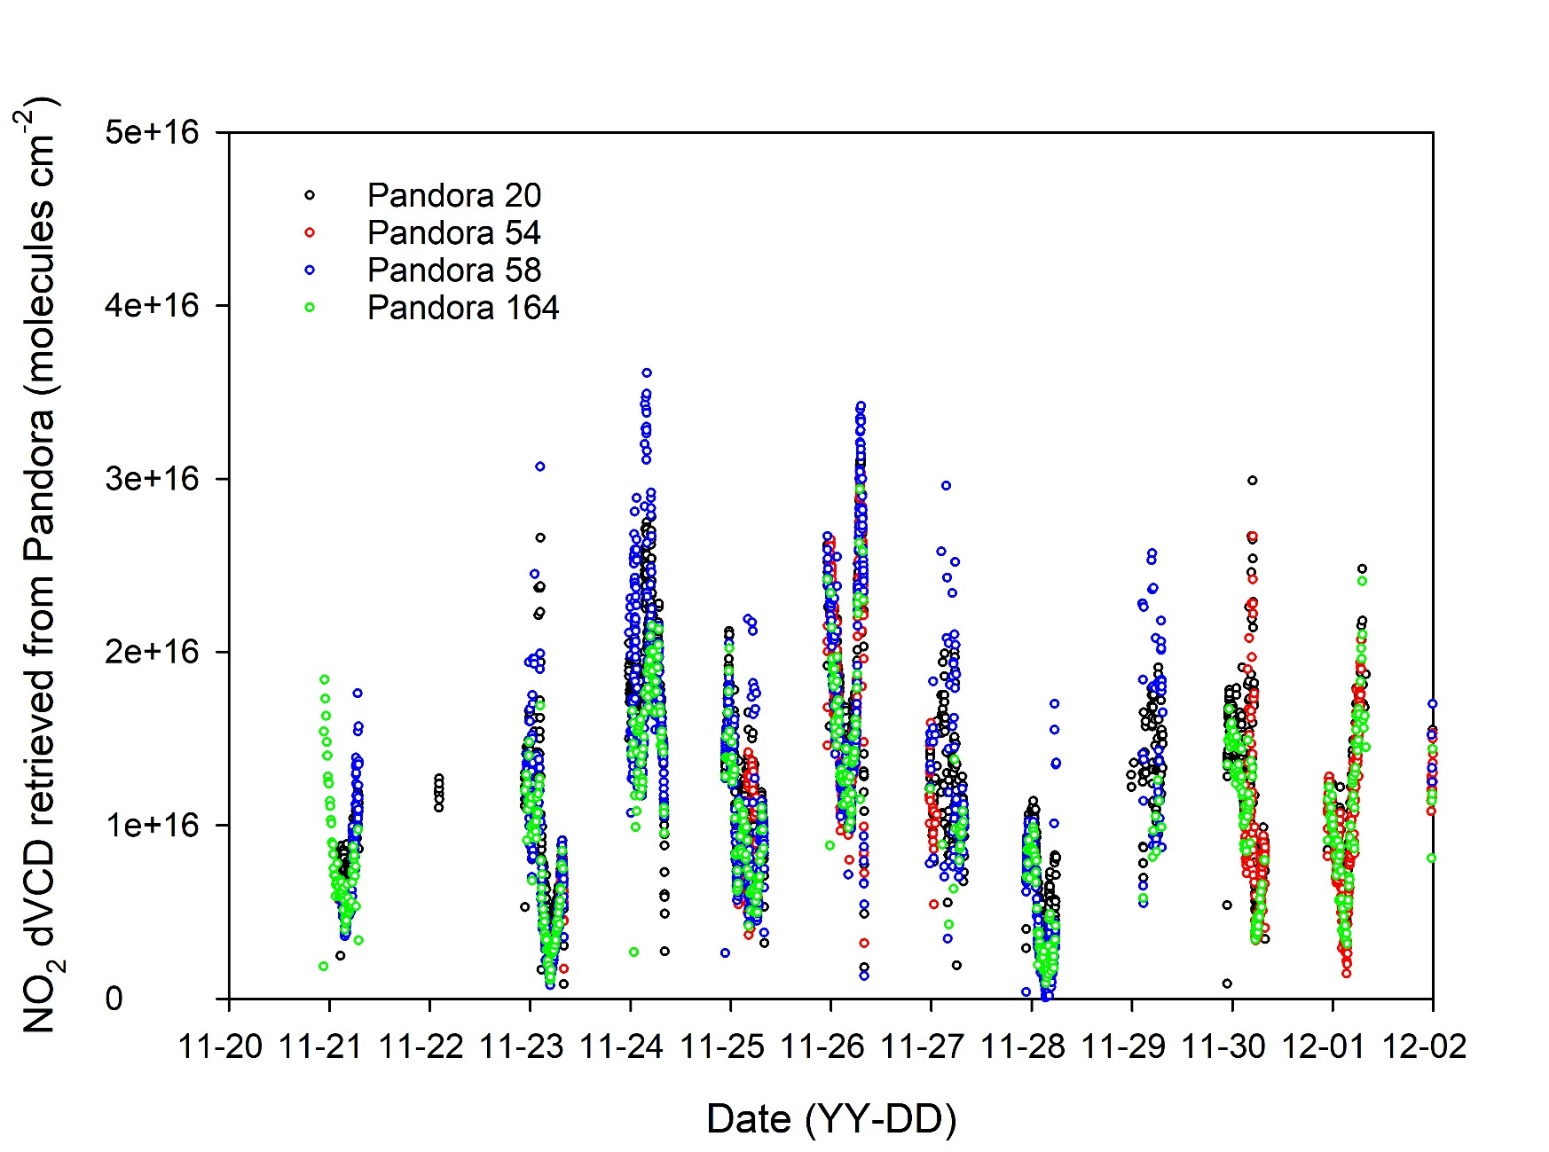 NO2 dVCD retrieved from Pandora (molecules cm-2)
5e+16
4e+16
3e+16
2e+16
1e+16
0
Pandora 20
Pandora 54
Pandora 58
Pandora 164
11-20 11-21 11-22 11-23 11-24 11-25 11-26 11-27 11-28 11-29 11-30 12-01 12-02
Date (YY-DD)